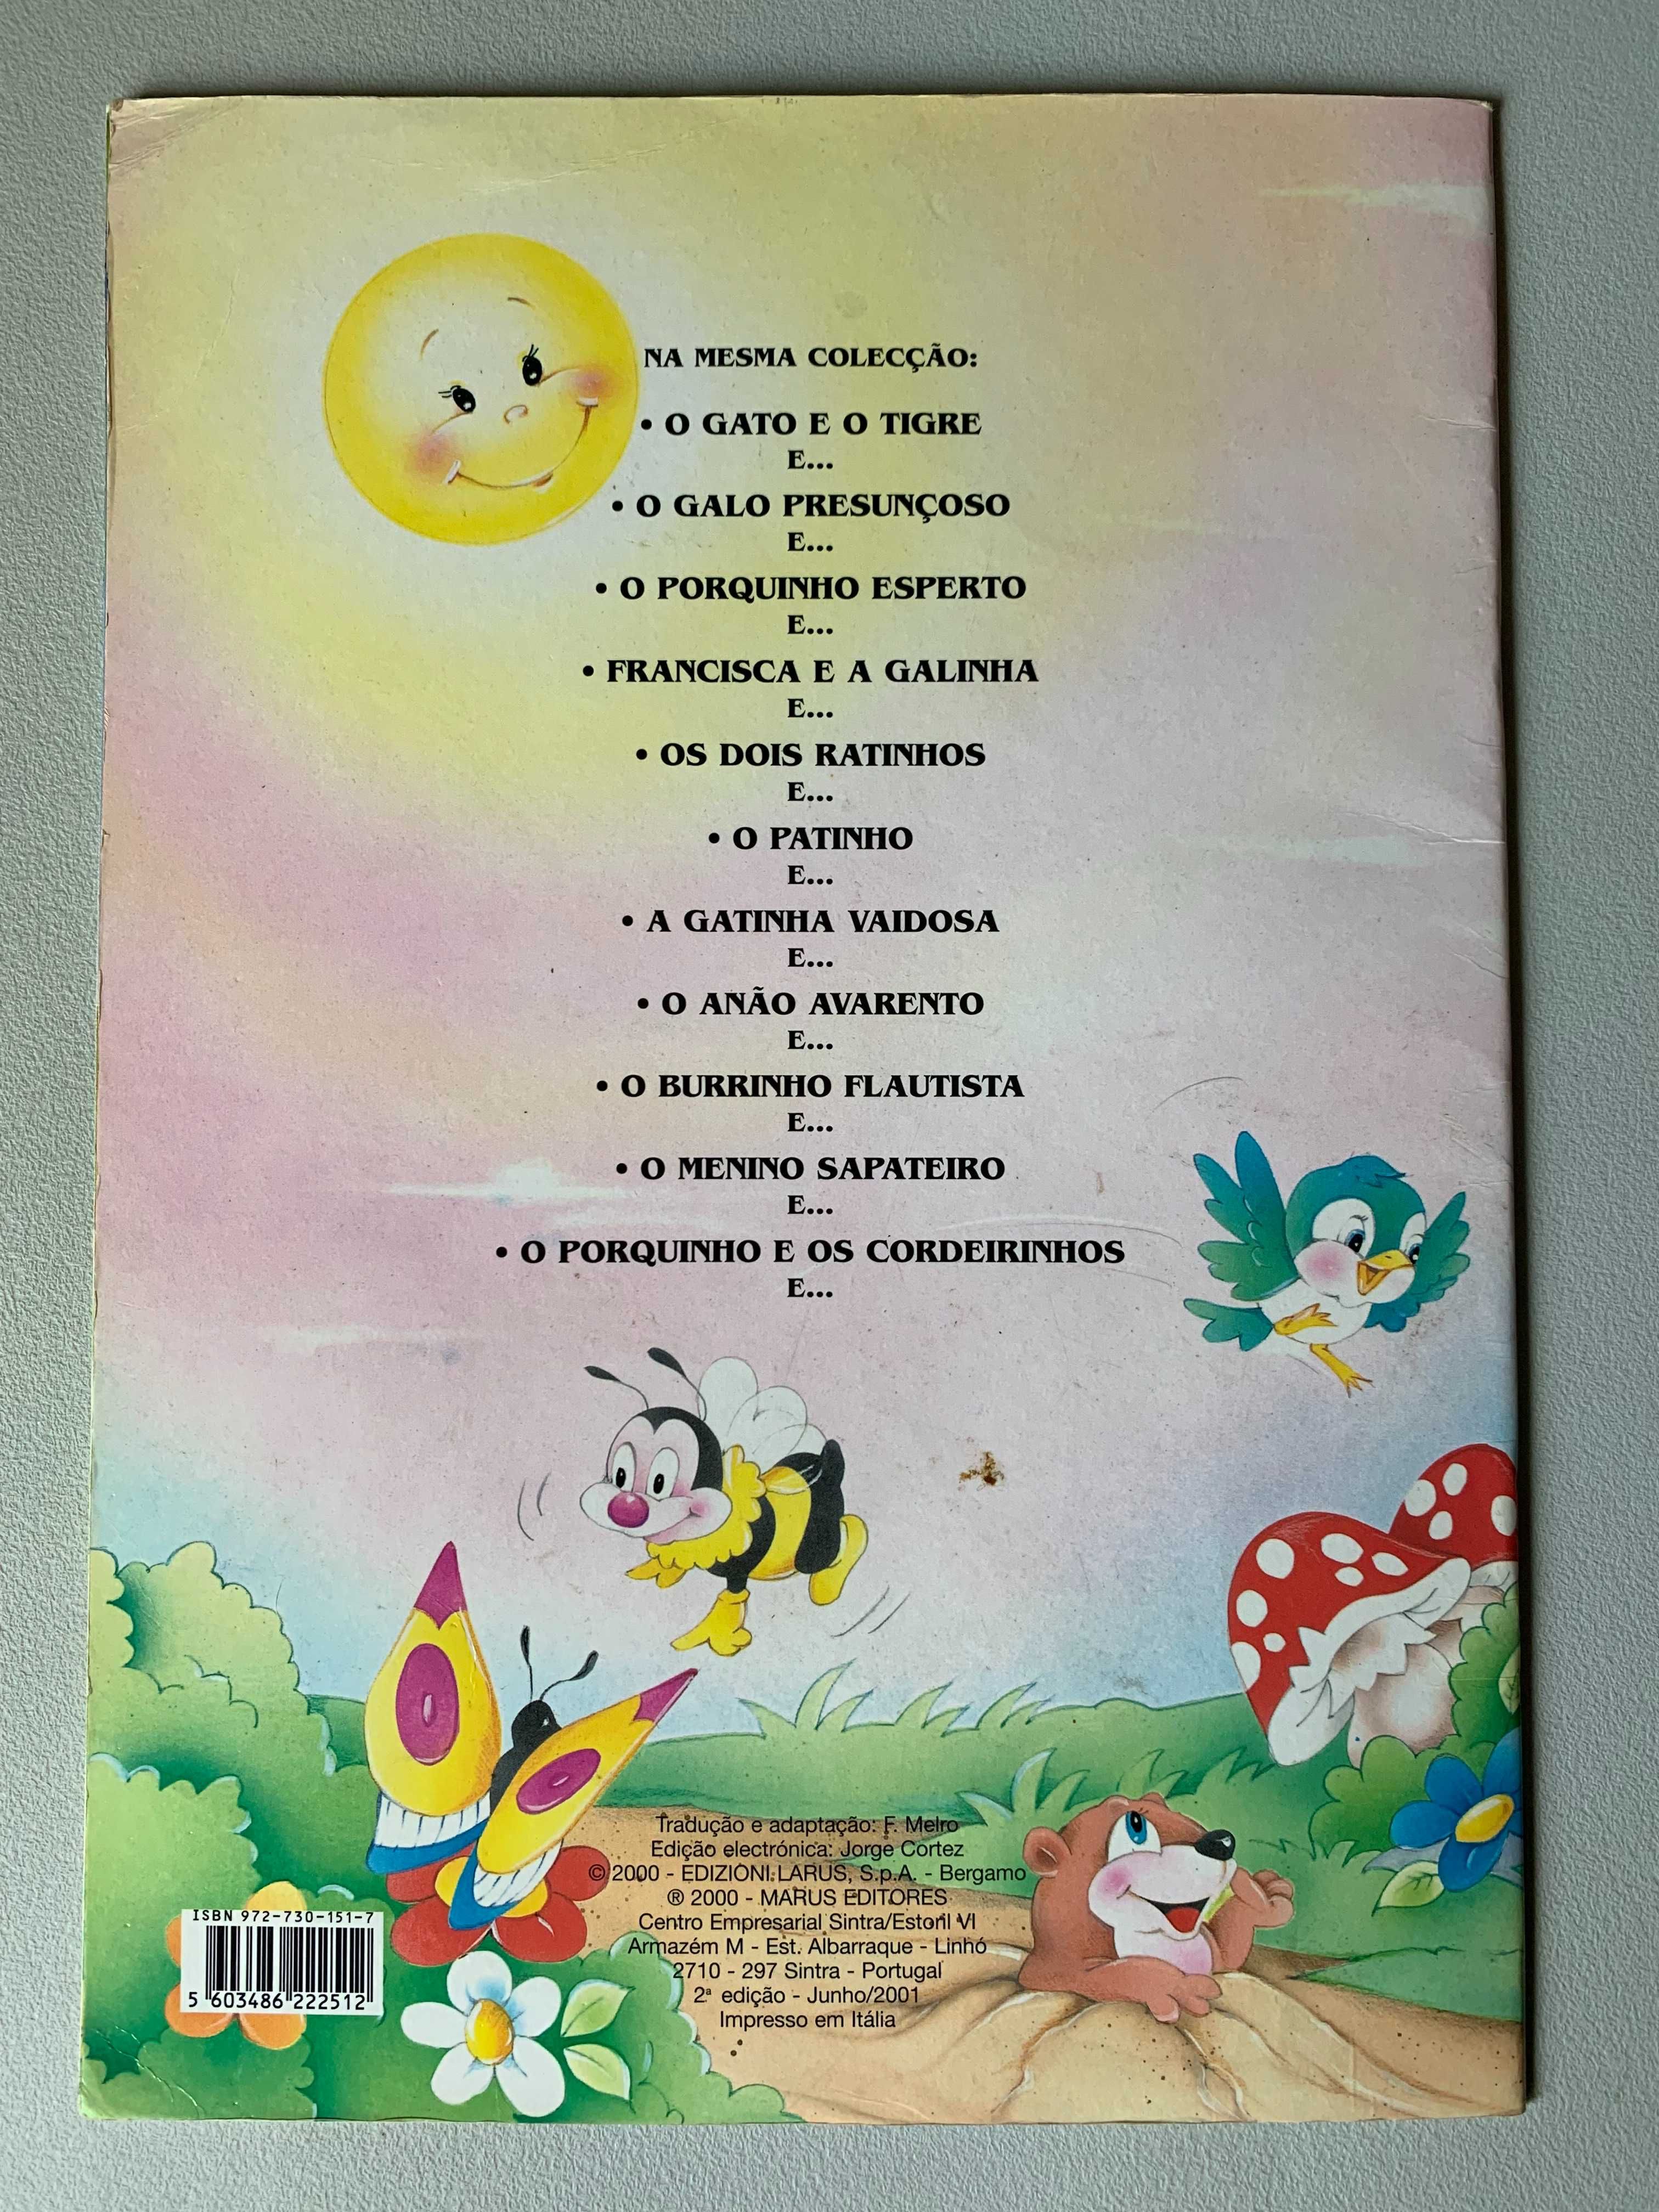 NA MESMA COLECÇÃO:
• O GATO E O TIGRE
E...
• O GALO PRESUNÇOSO
E...
• O PORQUINHO ESPERTO
E...
• FRANCISCA E A GALINHA
E...
• OS DOIS RATINHOS
E...
• O PATINHO
E...
• A GATINHA VAIDOSA
E...
• O ANÃO AVARENTO
E...
• O BURRINHO FLAUTISTA
E...
• O MENINO SAPATEIRO
E...
• O PORQUINHO E OS CORDEIRINHOS
E...
Tradução e adaptação: F. Melro
Edição electrónica: Jorge Cortez
© 2000 - EDIZIONI LARUS, S.p.A. - Bergamo
® 2000 - MARUS EDITORES
Centro Empresarial Sintra/Estoril VI
Armazém M - Est. Albarraque - Linhó
2710 - 297 Sintra - Portugal
2ª edição - Junho/2001
Impresso em Itália
ISBN 972-730-151-7
5 603486 222512